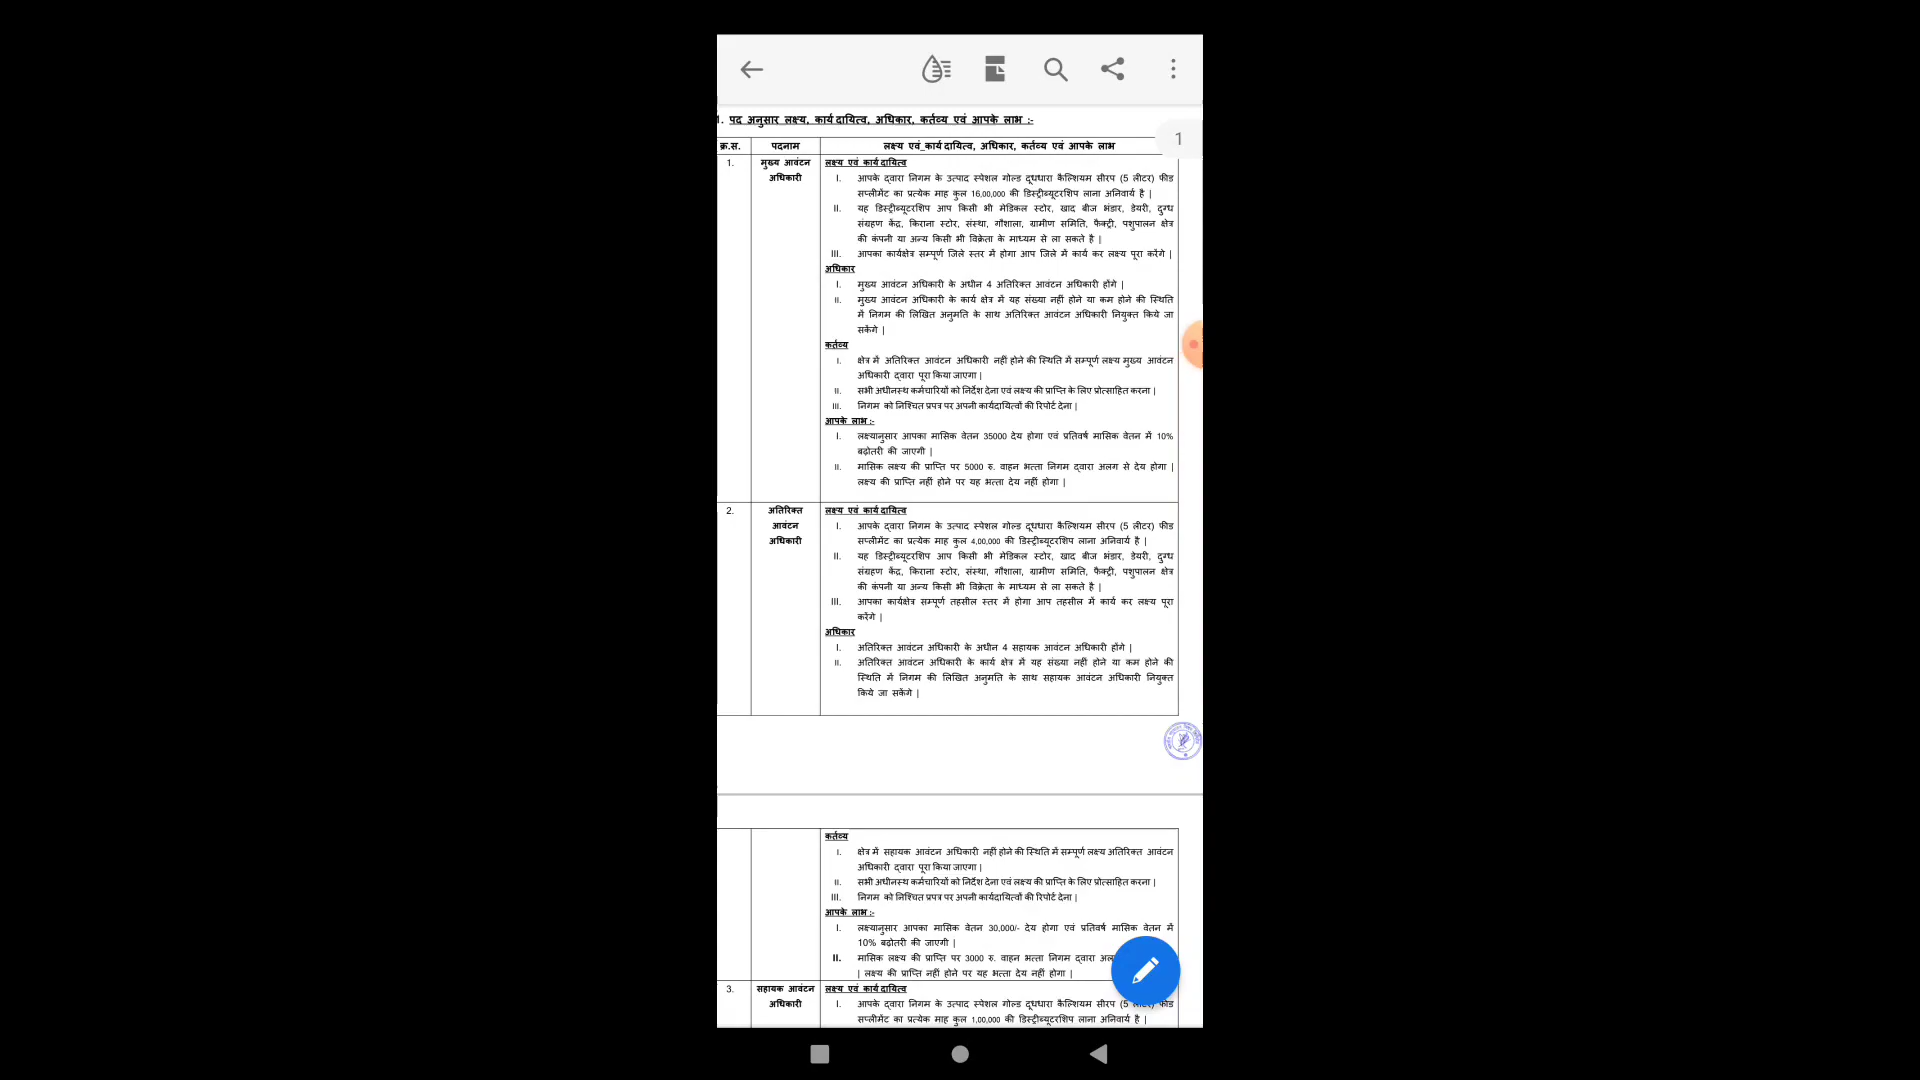 1
1. पद अनुसार लक्ष्य, कार्य दायित्व, अधिकार, कर्तव्य एवं आपके लाभ :-
क्र.स. पदनाम लक्ष्य एवं कार्य दायित्व, अधिकार, कर्तव्य एवं आपके लाभ
1. मुख्य आवंटन अधिकारी
लक्ष्य एवं कार्य दायित्व
I. आपके द्वारा निगम के उत्पाद स्पेशल गोल्ड दूधधारा कैल्शियम सीरप (5 लीटर) फीड
सप्लीमेंट का प्रत्येक माह कुल 16,00,000 की डिस्ट्रीब्यूटरशिप लाना अनिवार्य है |
II. यह डिस्ट्रीब्यूटरशिप आप किसी भी मेडिकल स्टोर, खाद बीज भंडार, डेयरी, दुग्ध
संग्रहण केंद्र, किराना स्टोर, संस्था, गौशाला, ग्रामीण समिति, फैक्ट्री, पशुपालन क्षेत्र
की कंपनी या अन्य किसी भी विक्रेता के माध्यम से ला सकते है |
III. आपका कार्यक्षेत्र सम्पूर्ण जिले स्तर में होगा आप जिले में कार्य कर लक्ष्य पूरा करेंगे |
अधिकार
I. मुख्य आवंटन अधिकारी के अधीन 4 अतिरिक्त आवंटन अधिकारी होंगे |
II. मुख्य आवंटन अधिकारी के कार्य क्षेत्र में यह संख्या नहीं होने या कम होने की स्थिति
में निगम की लिखित अनुमति के साथ अतिरिक्त आवंटन अधिकारी नियुक्त किये जा
सकेंगे |
कर्तव्य
I. क्षेत्र में अतिरिक्त आवंटन अधिकारी नहीं होने की स्थिति में सम्पूर्ण लक्ष्य मुख्य आवंटन
अधिकारी द्वारा पूरा किया जाएगा |
II. सभी अधीनस्थ कर्मचारियों को निर्देश देना एवं लक्ष्य की प्राप्ति के लिए प्रोत्साहित करना |
III. निगम को निश्चित प्रपत्र पर अपनी कार्यदायित्वों की रिपोर्ट देना |
आपके लाभ :-
I. लक्ष्यानुसार आपका मासिक वेतन 35000 देय होगा एवं प्रतिवर्ष मासिक वेतन में 10%
बढ़ोतरी की जाएगी |
II. मासिक लक्ष्य की प्राप्ति पर 5000 रु. वाहन भत्ता निगम द्वारा अलग से देय होगा |
लक्ष्य की प्राप्ति नहीं होने पर यह भत्ता देय नहीं होगा |
2. अतिरिक्त आवंटन अधिकारी
लक्ष्य एवं कार्य दायित्व
I. आपके द्वारा निगम के उत्पाद स्पेशल गोल्ड दूधधारा कैल्शियम सीरप (5 लीटर) फीड
सप्लीमेंट का प्रत्येक माह कुल 4,00,000 की डिस्ट्रीब्यूटरशिप लाना अनिवार्य है |
II. यह डिस्ट्रीब्यूटरशिप आप किसी भी मेडिकल स्टोर, खाद बीज भंडार, डेयरी, दुग्ध
संग्रहण केंद्र, किराना स्टोर, संस्था, गौशाला, ग्रामीण समिति, फैक्ट्री, पशुपालन क्षेत्र
की कंपनी या अन्य किसी भी विक्रेता के माध्यम से ला सकते है |
III. आपका कार्यक्षेत्र सम्पूर्ण तहसील स्तर में होगा आप तहसील में कार्य कर लक्ष्य पूरा
करेंगे |
अधिकार
I. अतिरिक्त आवंटन अधिकारी के अधीन 4 सहायक आवंटन अधिकारी होंगे |
II. अतिरिक्त आवंटन अधिकारी के कार्य क्षेत्र में यह संख्या नहीं होने या कम होने की
स्थिति में निगम की लिखित अनुमति के साथ सहायक आवंटन अधिकारी नियुक्त
किये जा सकेंगे |
कर्तव्य
I. क्षेत्र में सहायक आवंटन अधिकारी नहीं होने की स्थिति में सम्पूर्ण लक्ष्य अतिरिक्त आवंटन
अधिकारी द्वारा पूरा किया जाएगा |
II. सभी अधीनस्थ कर्मचारियों को निर्देश देना एवं लक्ष्य की प्राप्ति के लिए प्रोत्साहित करना |
III. निगम को निश्चित प्रपत्र पर अपनी कार्यदायित्वों की रिपोर्ट देना |
आपके लाभ :-
I. लक्ष्यानुसार आपका मासिक वेतन 30,000/- देय होगा एवं प्रतिवर्ष मासिक वेतन में
10% बढ़ोतरी की जाएगी |
II. मासिक लक्ष्य की प्राप्ति पर 3000 रु. वाहन भत्ता निगम द्वारा
| लक्ष्य की प्राप्ति नहीं होने पर यह भत्ता देय नहीं होगा |
3. सहायक आवंटन अधिकारी
लक्ष्य एवं कार्य दायित्व
I. आपके द्वारा निगम के उत्पाद स्पेशल गोल्ड दूधधारा कैल्शियम सीरप (5 फीड
सप्लीमेंट का प्रत्येक माह कुल 1,00,000 की डिस्ट्रीब्यूटरशिप लाना अनिवार्य है |